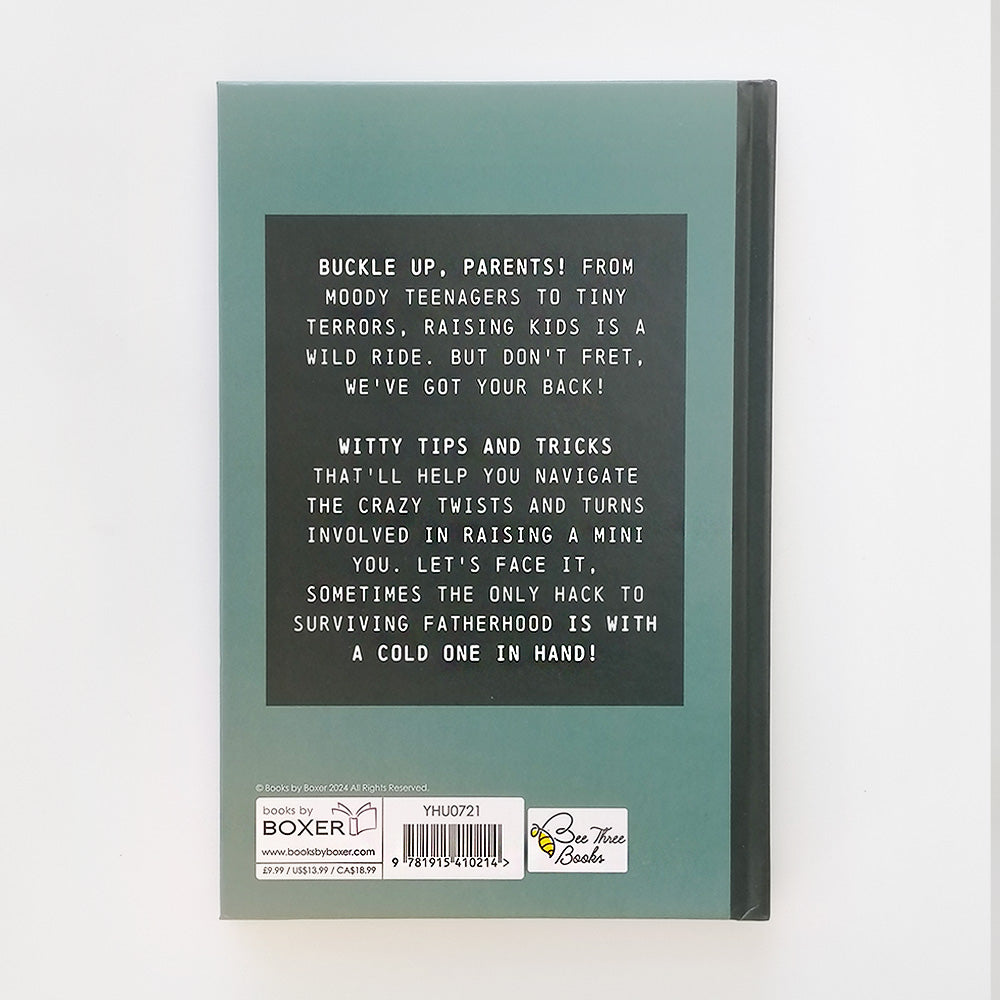 BUCKLE UP, PARENTS! FROM
MOODY TEENAGERS TO TINY
TERRORS, RAISING KIDS IS A
WILD RIDE. BUT DON'T FRET,
WE'VE GOT YOUR BACK!
WITTY TIPS AND TRICKS
THAT'LL HELP YOU NAVIGATE
THE CRAZY TWISTS AND TURNS
INVOLVED IN RAISING A MINI
YOU. LET'S FACE IT,
SOMETIMES THE ONLY HACK TO
SURVIVING FATHERHOOD IS WITH
A COLD ONE IN HAND!
© Books by Boxer 2024 All Rights Reserved.
books by
BOXER
www.booksbyboxer.com
£9.99 / US$13.99 / CA$18.99
YHU0721
9 781915 410214 >
Bee Three
Books